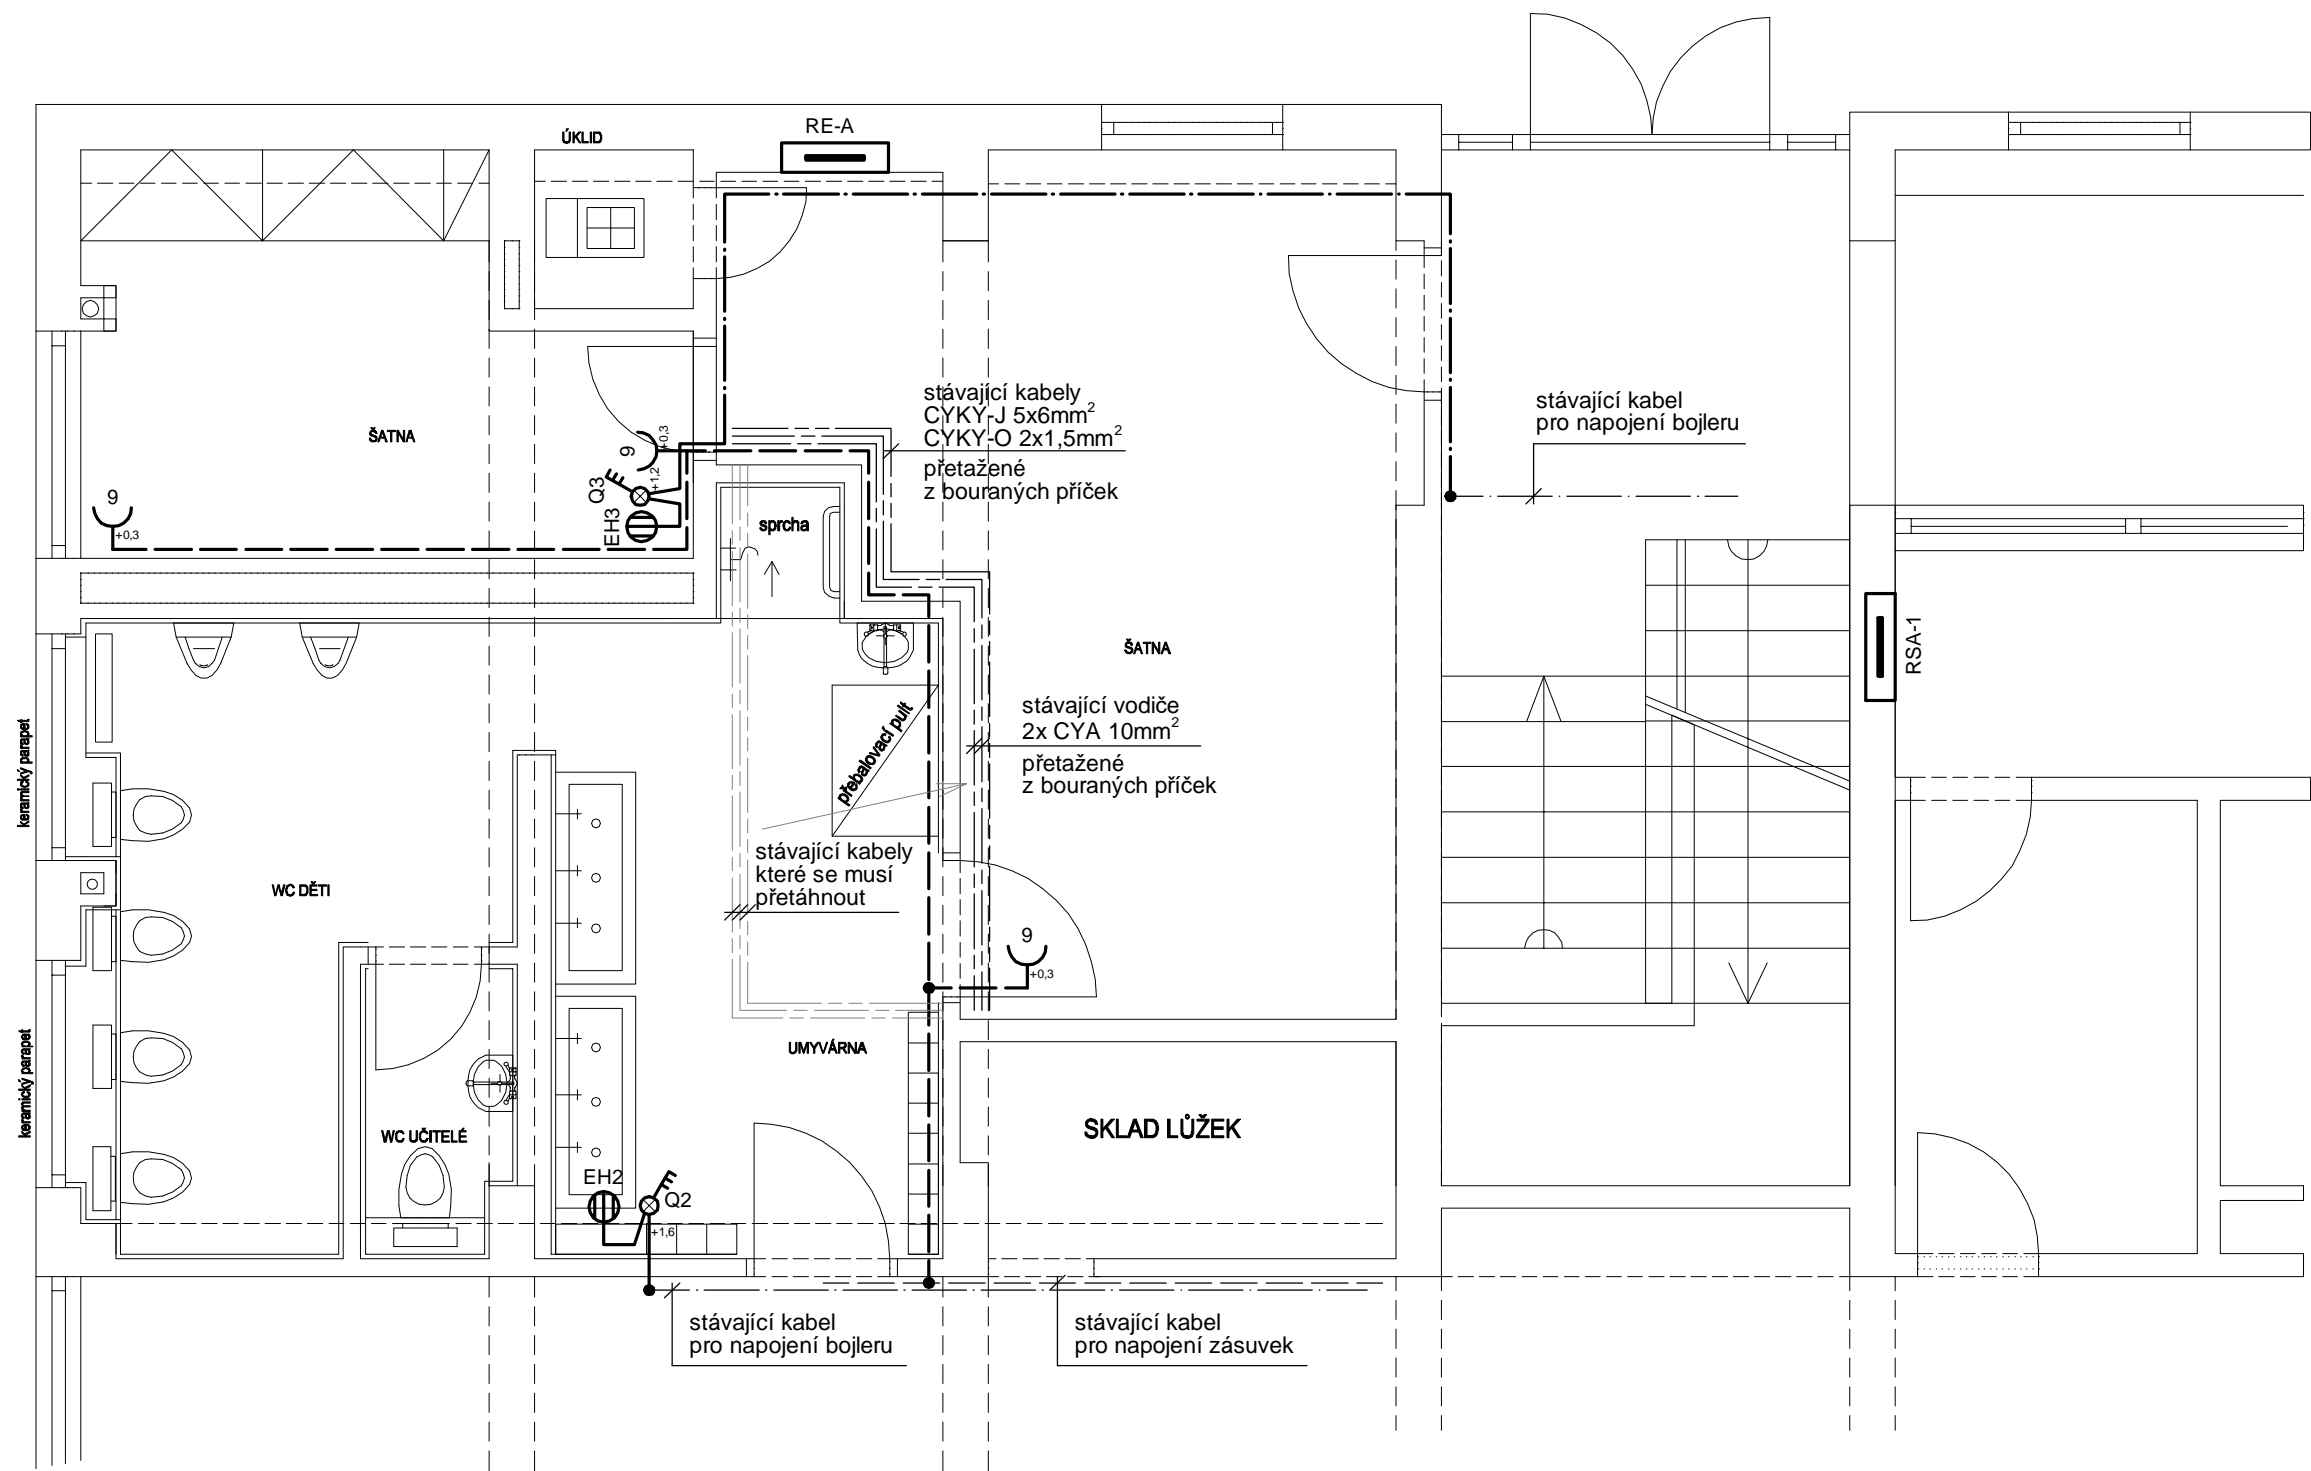 RE-A
ÚKLID
stávající kabely
CYKY-J 5x6mm²
CYKY-O 2x1,5mm²
přetažené
z bouraných příček
stávající kabel
pro napojení bojleru
ŠATNA
9
+0,3
Q3
+1,2
EH3
9
+0,3
sprcha
RSA-1
ŠATNA
stávající vodiče
2x CYA 10mm²
přetažené
z bouraných příček
přebalovací pult
keramický parapet
stávající kabely
které se musí
přetáhnout
WC DĚTI
9
+0,3
UMYVÁRNA
keramický parapet
WC UČITELÉ
SKLAD LŮŽEK
EH2
Q2
+1,6
stávající kabel
pro napojení bojleru
stávající kabel
pro napojení zásuvek